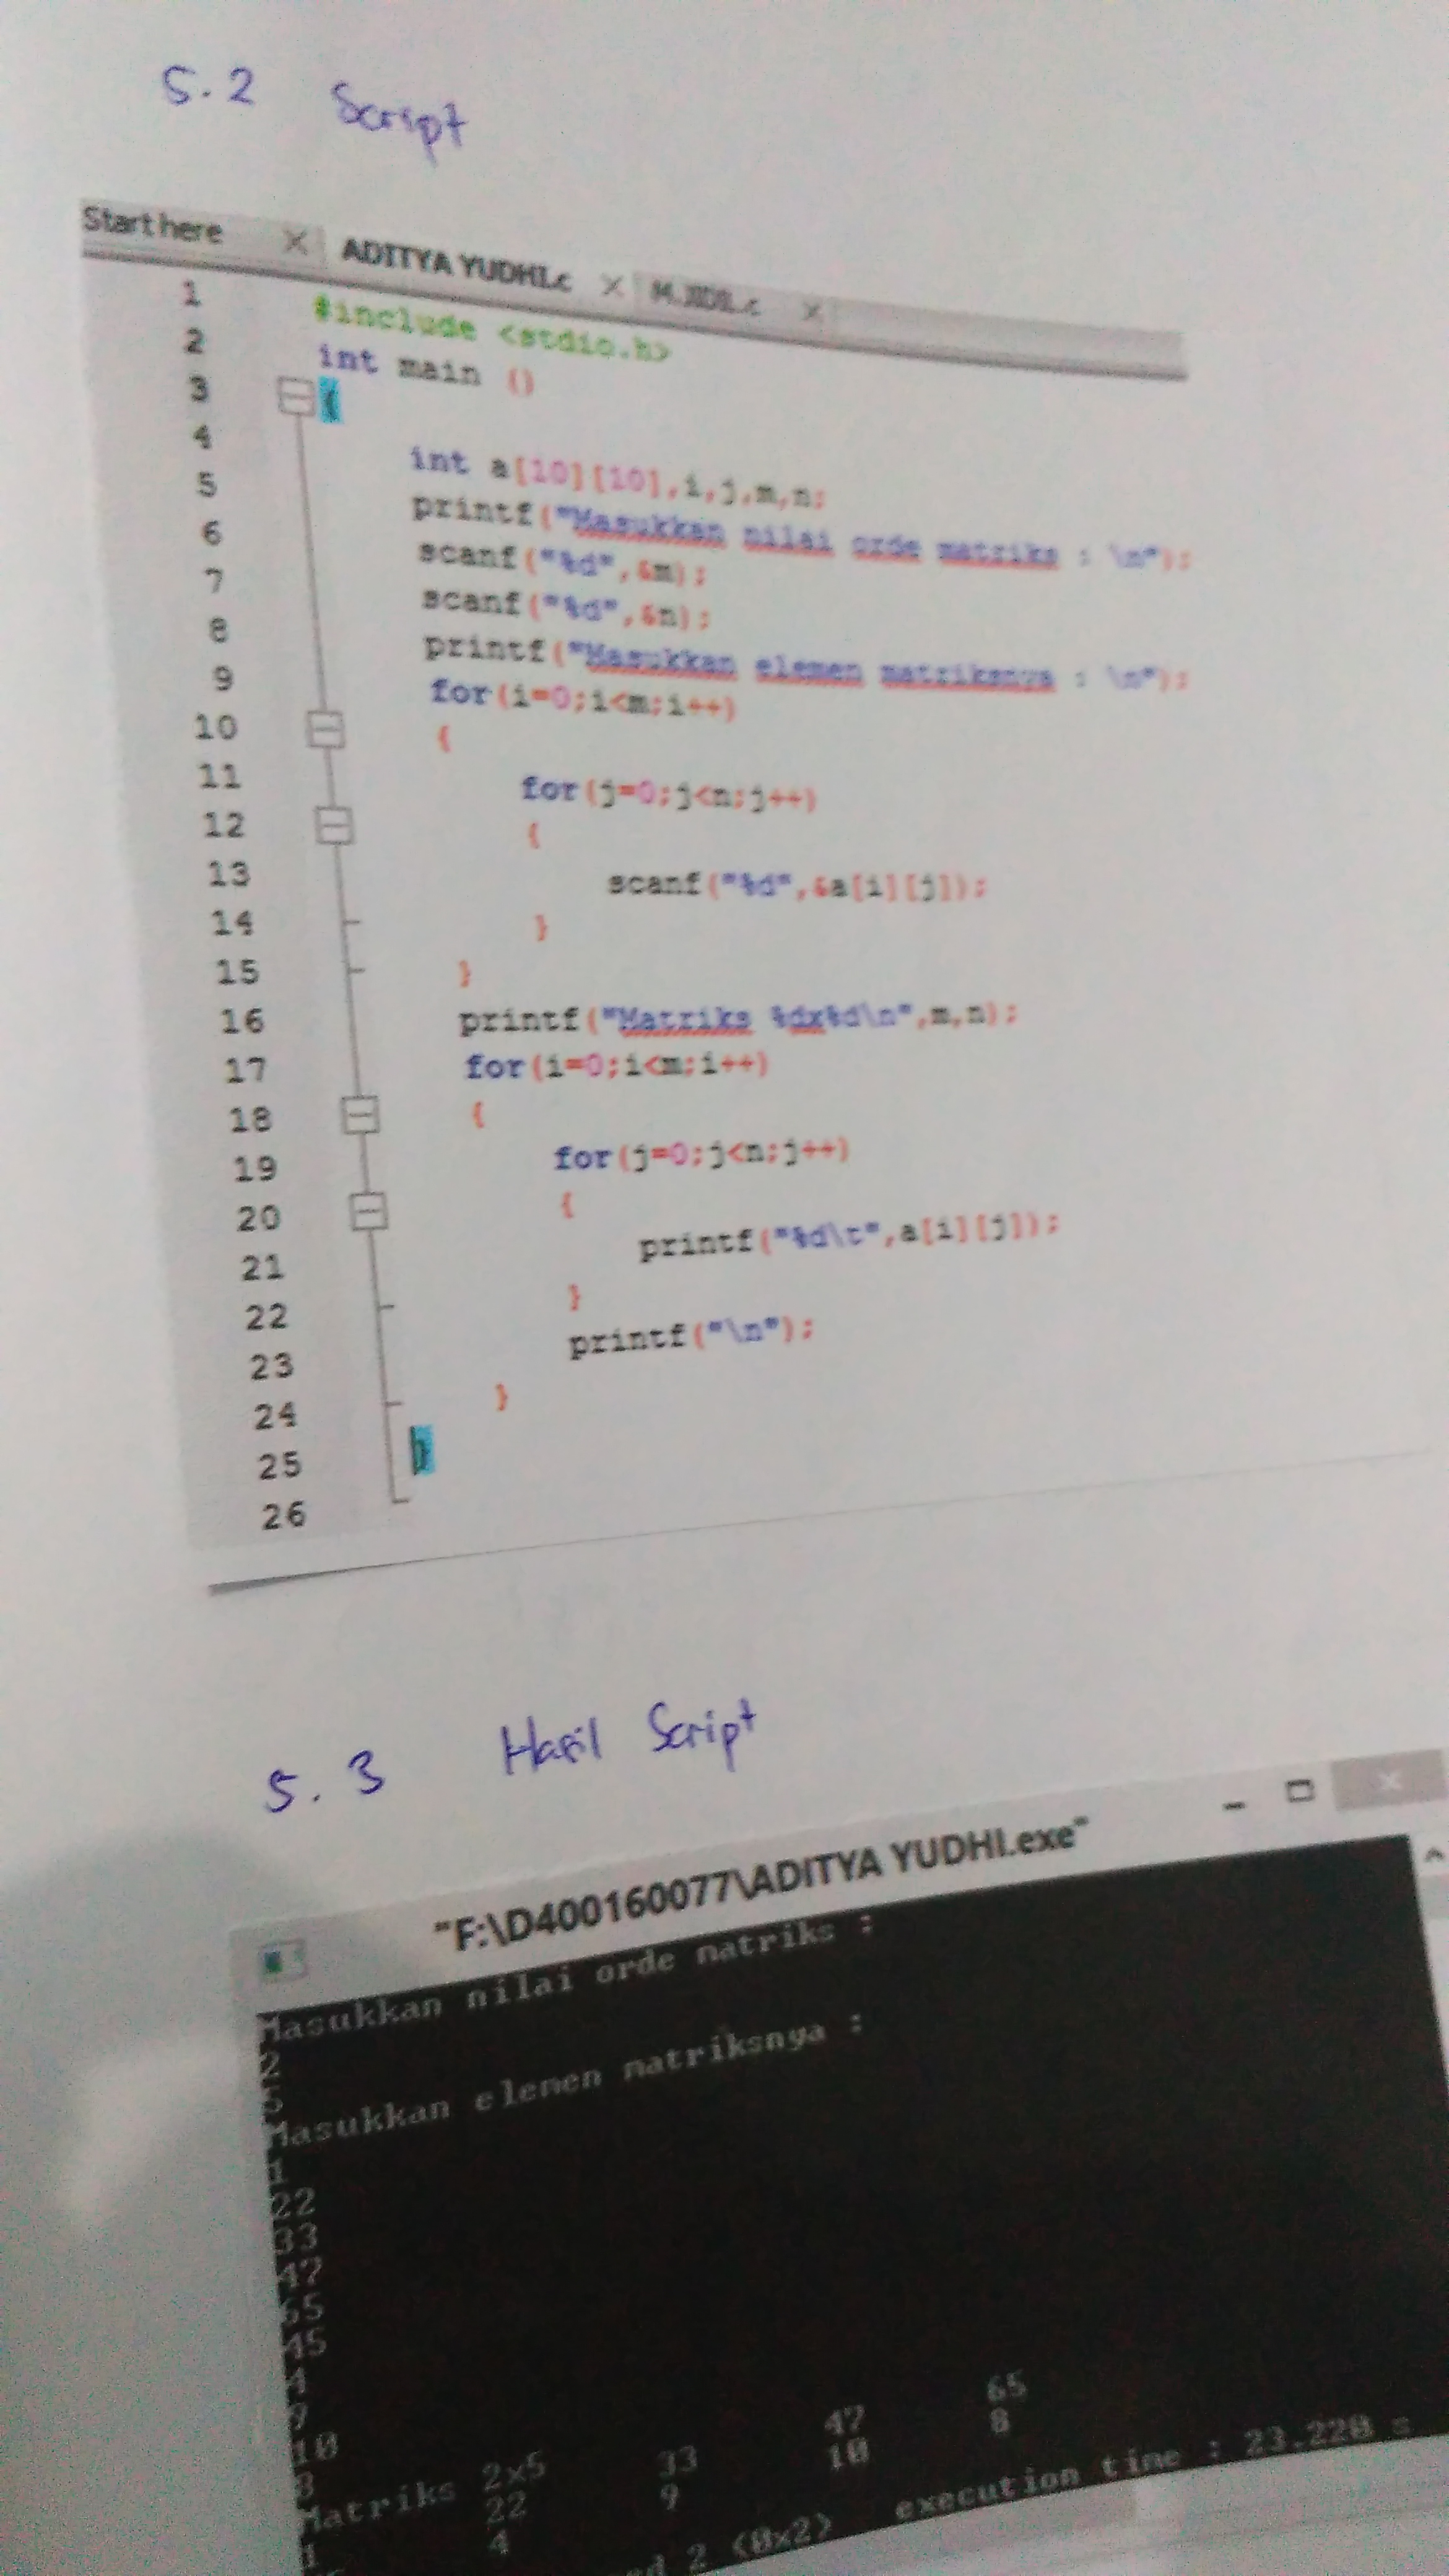 5.2 Script
Start here ADITYA YUDHI.c
1 #include <stdio.h>
2 int main ()
3 {
4
5 int a[10][10],i,j,m,n;
6 printf("Masukkan nilai orde matriks : \n");
7 scanf("%d",&m);
8 scanf("%d",&n);
9 printf("Masukkan elemen matriksnya : \n");
10 for(i=0;i<m;i++)
11 {
12 for(j=0;j<n;j++)
13 {
14 scanf("%d",&a[i][j]);
15 }
16 }
17 printf("Matriks %dx%d\n",m,n);
18 for(i=0;i<m;i++)
19 {
20 for(j=0;j<n;j++)
21 {
22 printf("%d\t",a[i][j]);
23 }
24 printf("\n");
25 }
26 }
5.3 Hasil Script
"F:\D400160077\ADITYA YUDHI.exe"
Masukkan nilai orde matriks :
2
5
Masukkan elemen matriksnya :
1
22
33
47
65
45
4
9
10
8
Matriks 2x5
1 22 33 47 65
4 9 10 8
2 (0x2) execution time : 23.220 s